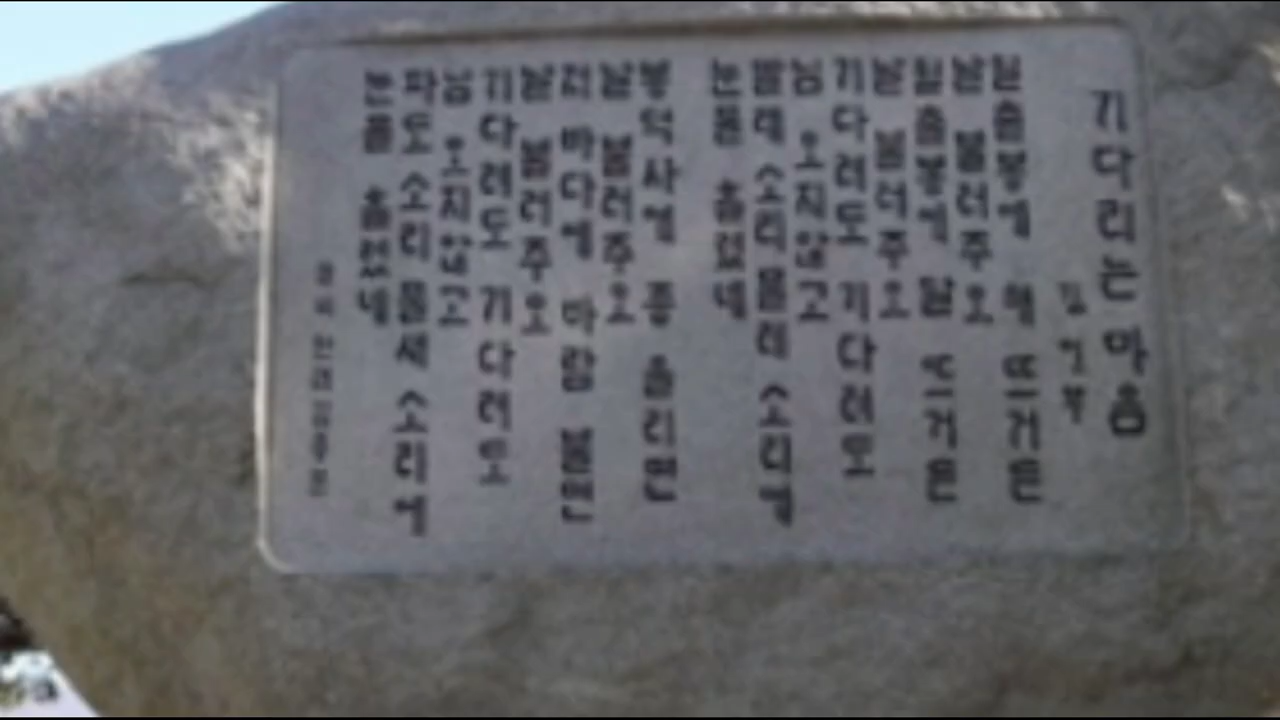 기다리는 마음
김 기 부
일출봉에 해 뜨거든
날 불러주오
월출봉에 달 뜨거든
날 불러주오
기다려도 기다려도
님 오지않고
빨래 소리 물레 소리에
눈물 흘렸네
봉덕사에 종 울리면
날 불러주오
저 바다에 바람 불면
날 불러주오
기다려도 기다려도
님 오지않고
파도 소리 물새 소리에
눈물 흘렸네